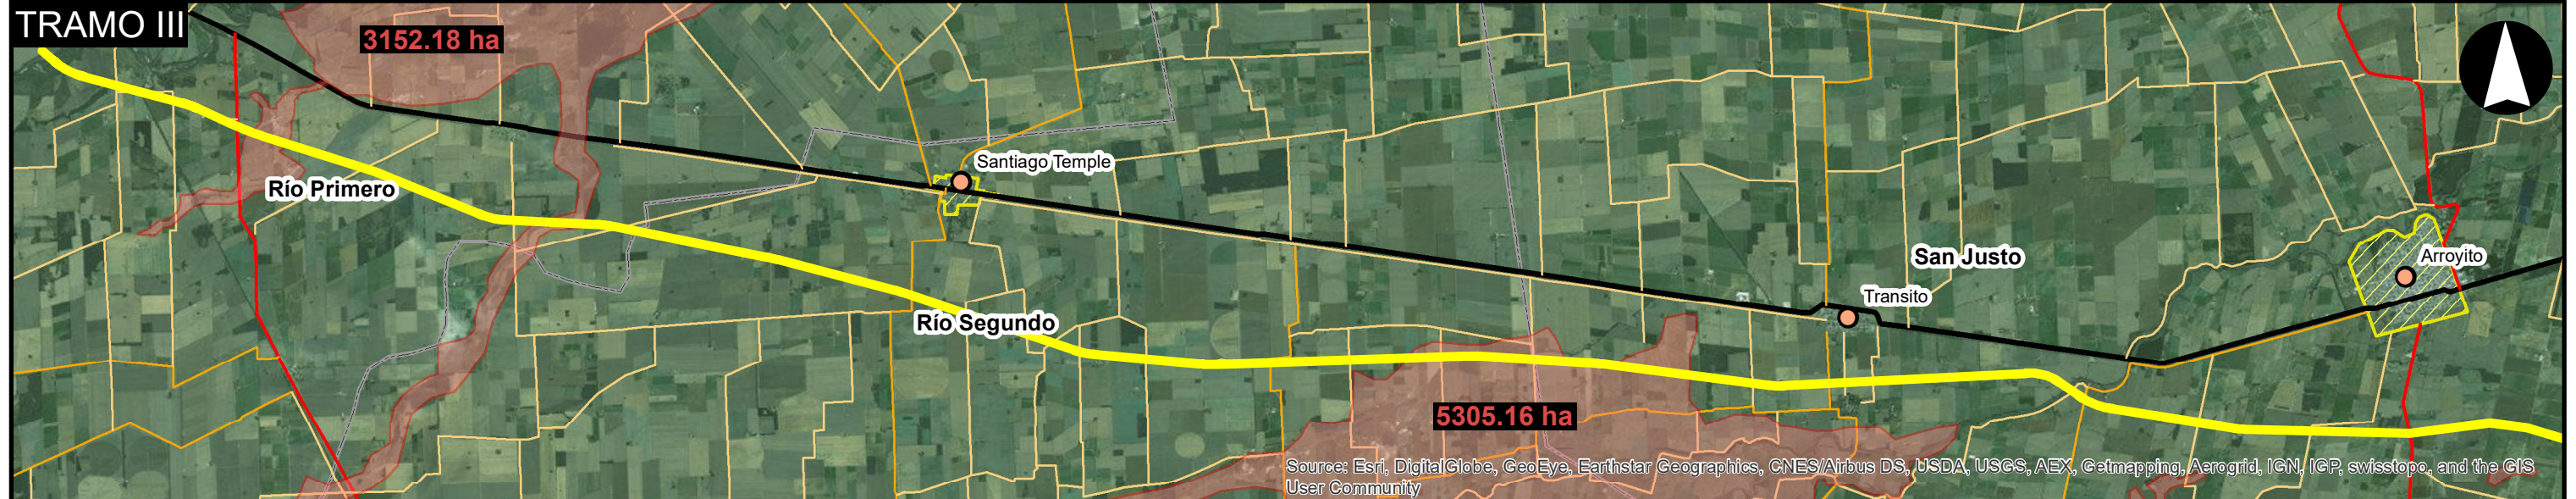 TRAMO III
3152.18 ha
Santiago Temple
Río Primero
San Justo
Arroyito
Transito
Río Segundo
5305.16 ha
Source: Esri, DigitalGlobe, GeoEye, Earthstar Geographics, CNES/Airbus DS, USDA, USGS, AEX, Getmapping, Aerogrid, IGN, IGP, swisstopo, and the GIS
User Community